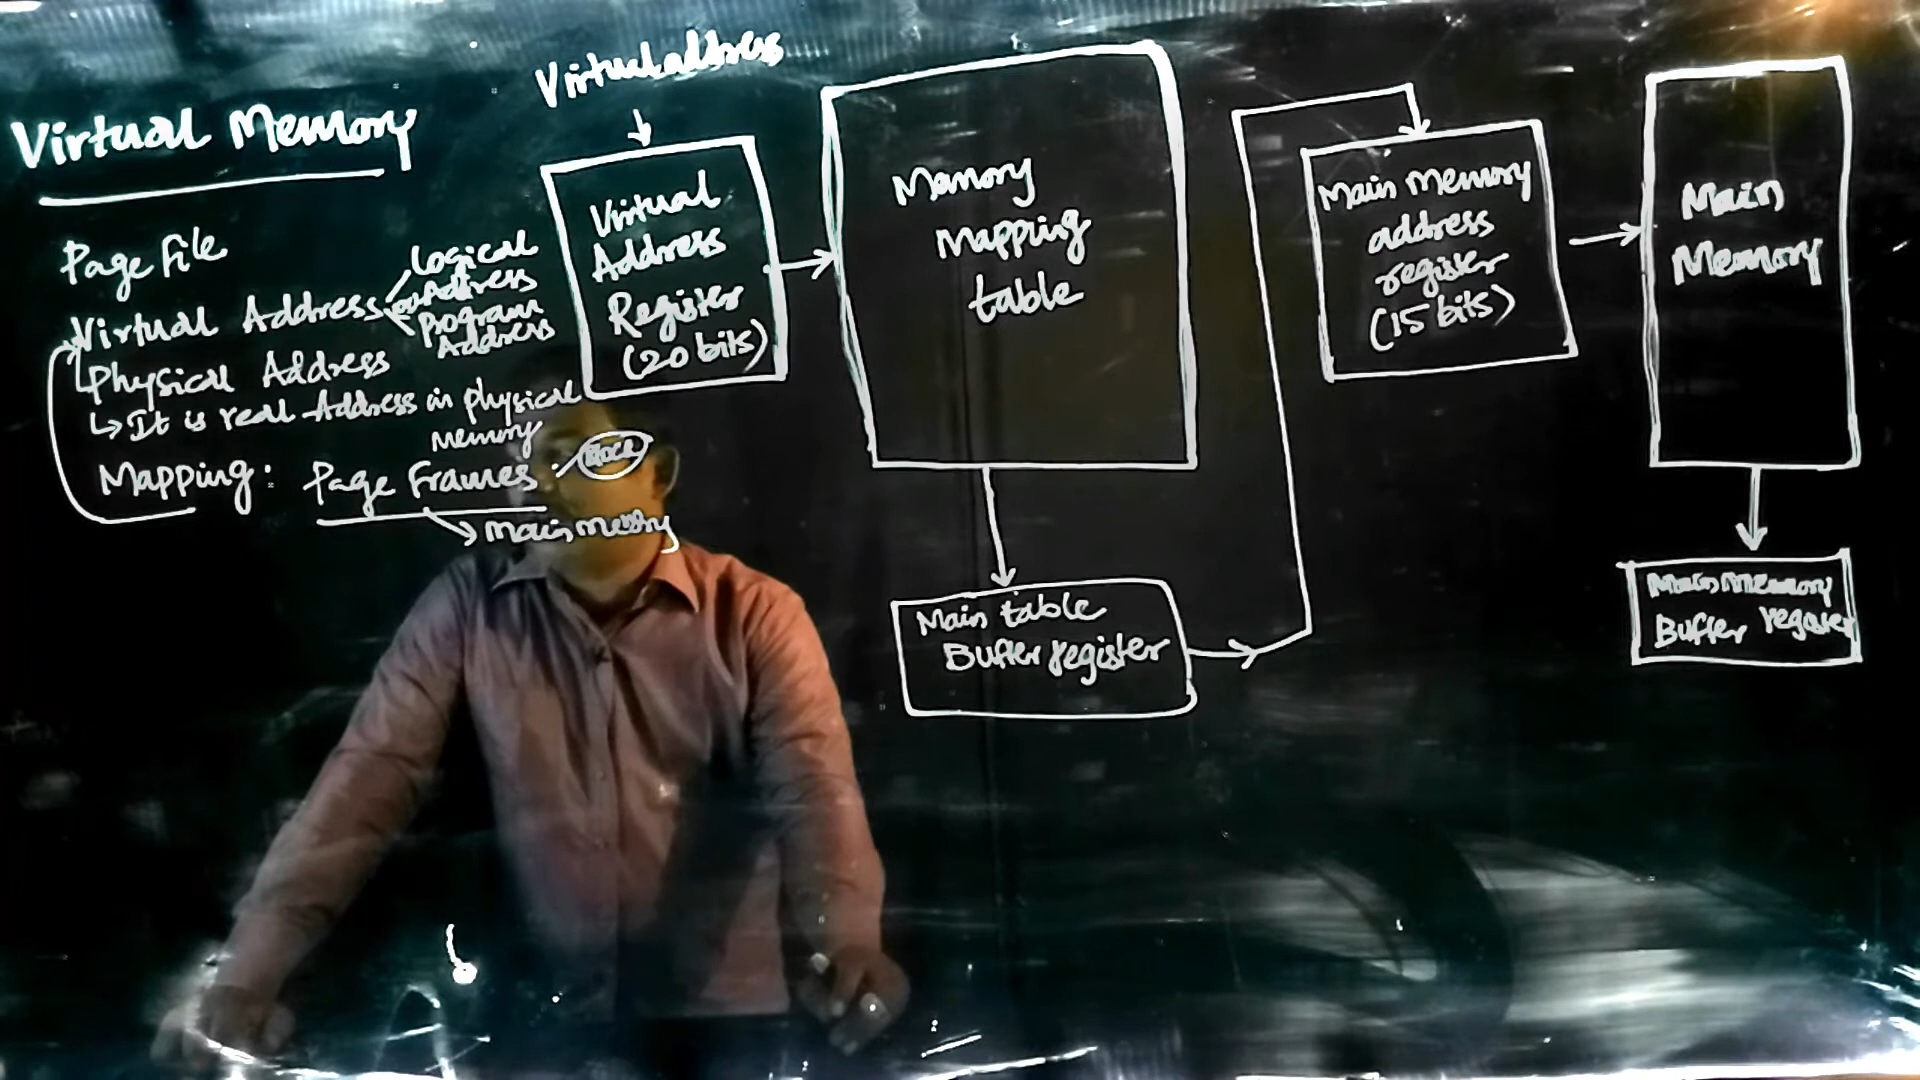 Virtual Memory
Page File
Virtual Address
Logical
Address
Program
Address
Physical Address
↳ It is real Address in physical
memory
Mapping: Page Frames
Block
→ Main memory
Virtual address
Virtual
Address
Register
(20 bits)
Memory
Mapping
table
Main table
Buffer register
Main memory
address
register
(15 bits)
Main
Memory
Main memory
Buffer register